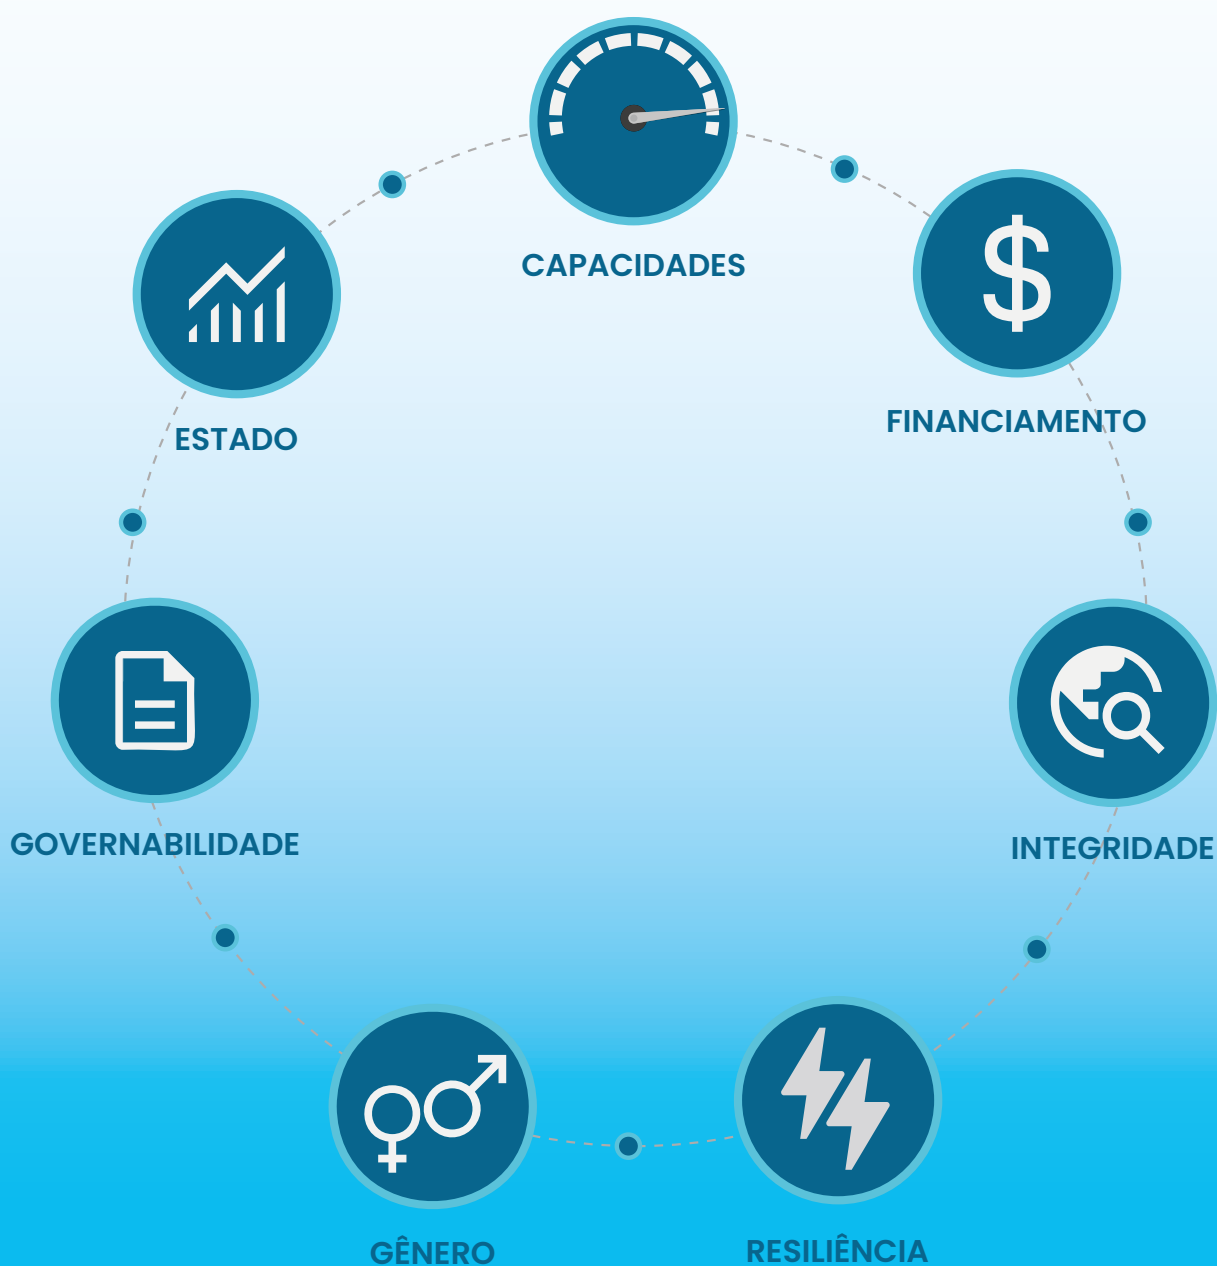 CAPACIDADES
FINANCIAMENTO
ESTADO
GOVERNABILIDADE
INTEGRIDADE
GÊNERO
RESILIÊNCIA